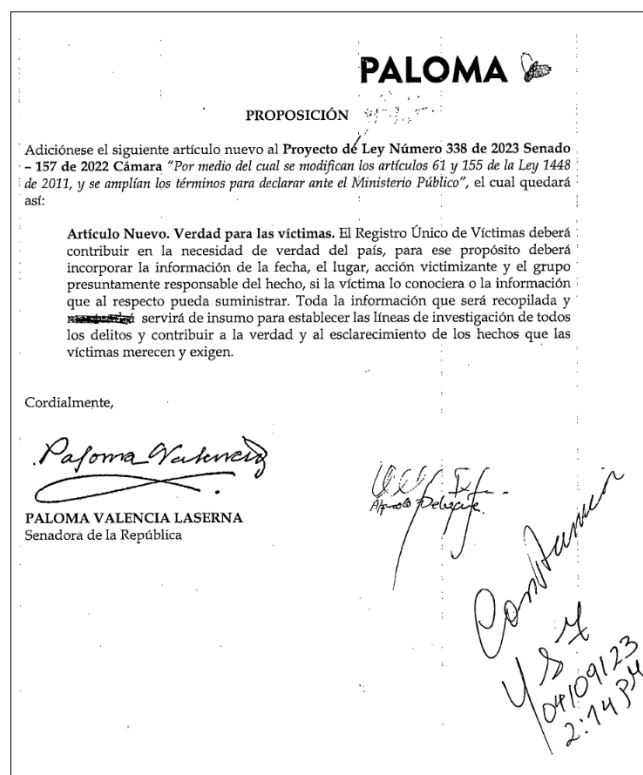 PALOMA
PROPOSICIÓN
Adiciónese el siguiente artículo nuevo al Proyecto de Ley Número 338 de 2023 Senado
– 157 de 2022 Cámara "Por medio del cual se modifican los artículos 61 y 155 de la Ley 1448
de 2011, y se amplían los términos para declarar ante el Ministerio Público", el cual quedará
así:
Artículo Nuevo. Verdad para las víctimas. El Registro Único de Víctimas deberá
contribuir en la necesidad de verdad del país, para ese propósito deberá
incorporar la información de la fecha, el lugar, acción victimizante y el grupo
presuntamente responsable del hecho, si la víctima lo conociera o la información
que al respecto pueda suministrar. Toda la información que será recopilada y
servirá de insumo para establecer las líneas de investigación de todos
los delitos y contribuir a la verdad y al esclarecimiento de los hechos que las
víctimas merecen y exigen.
Cordialmente,
Paloma Valencia
PALOMA VALENCIA LASERNA
Senadora de la República
Constancia
04/09/23
2:14 PM